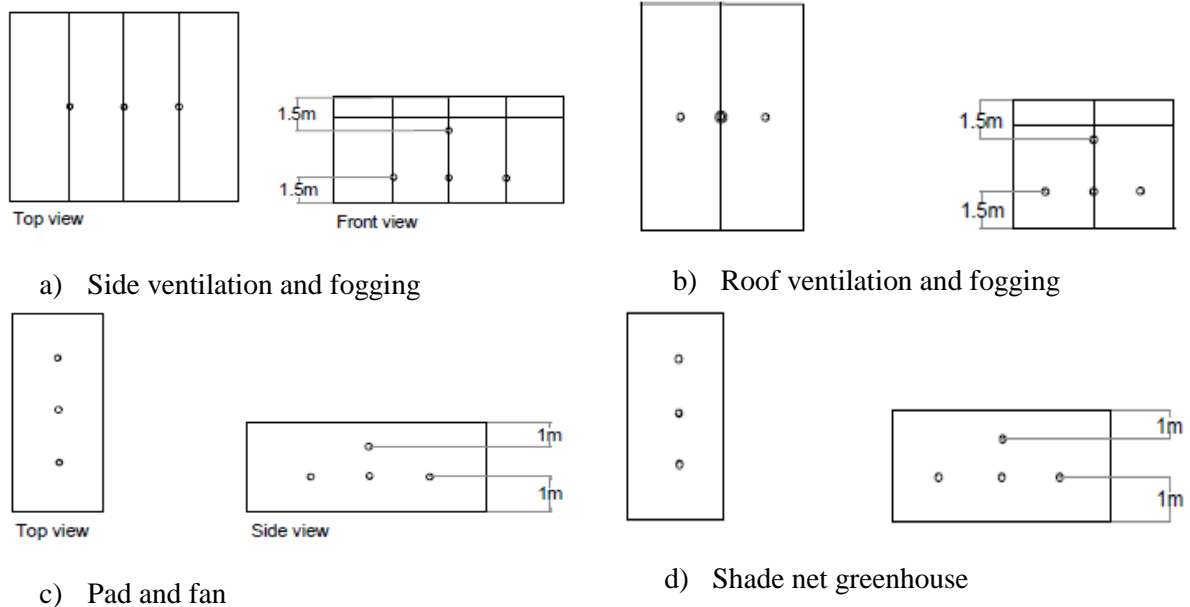 1.5m
1.5m
Top view
Front view
a) Side ventilation and fogging
1.5m
1.5m
b) Roof ventilation and fogging
1m
1m
Top view
Side view
c) Pad and fan
1m
1m
d) Shade net greenhouse